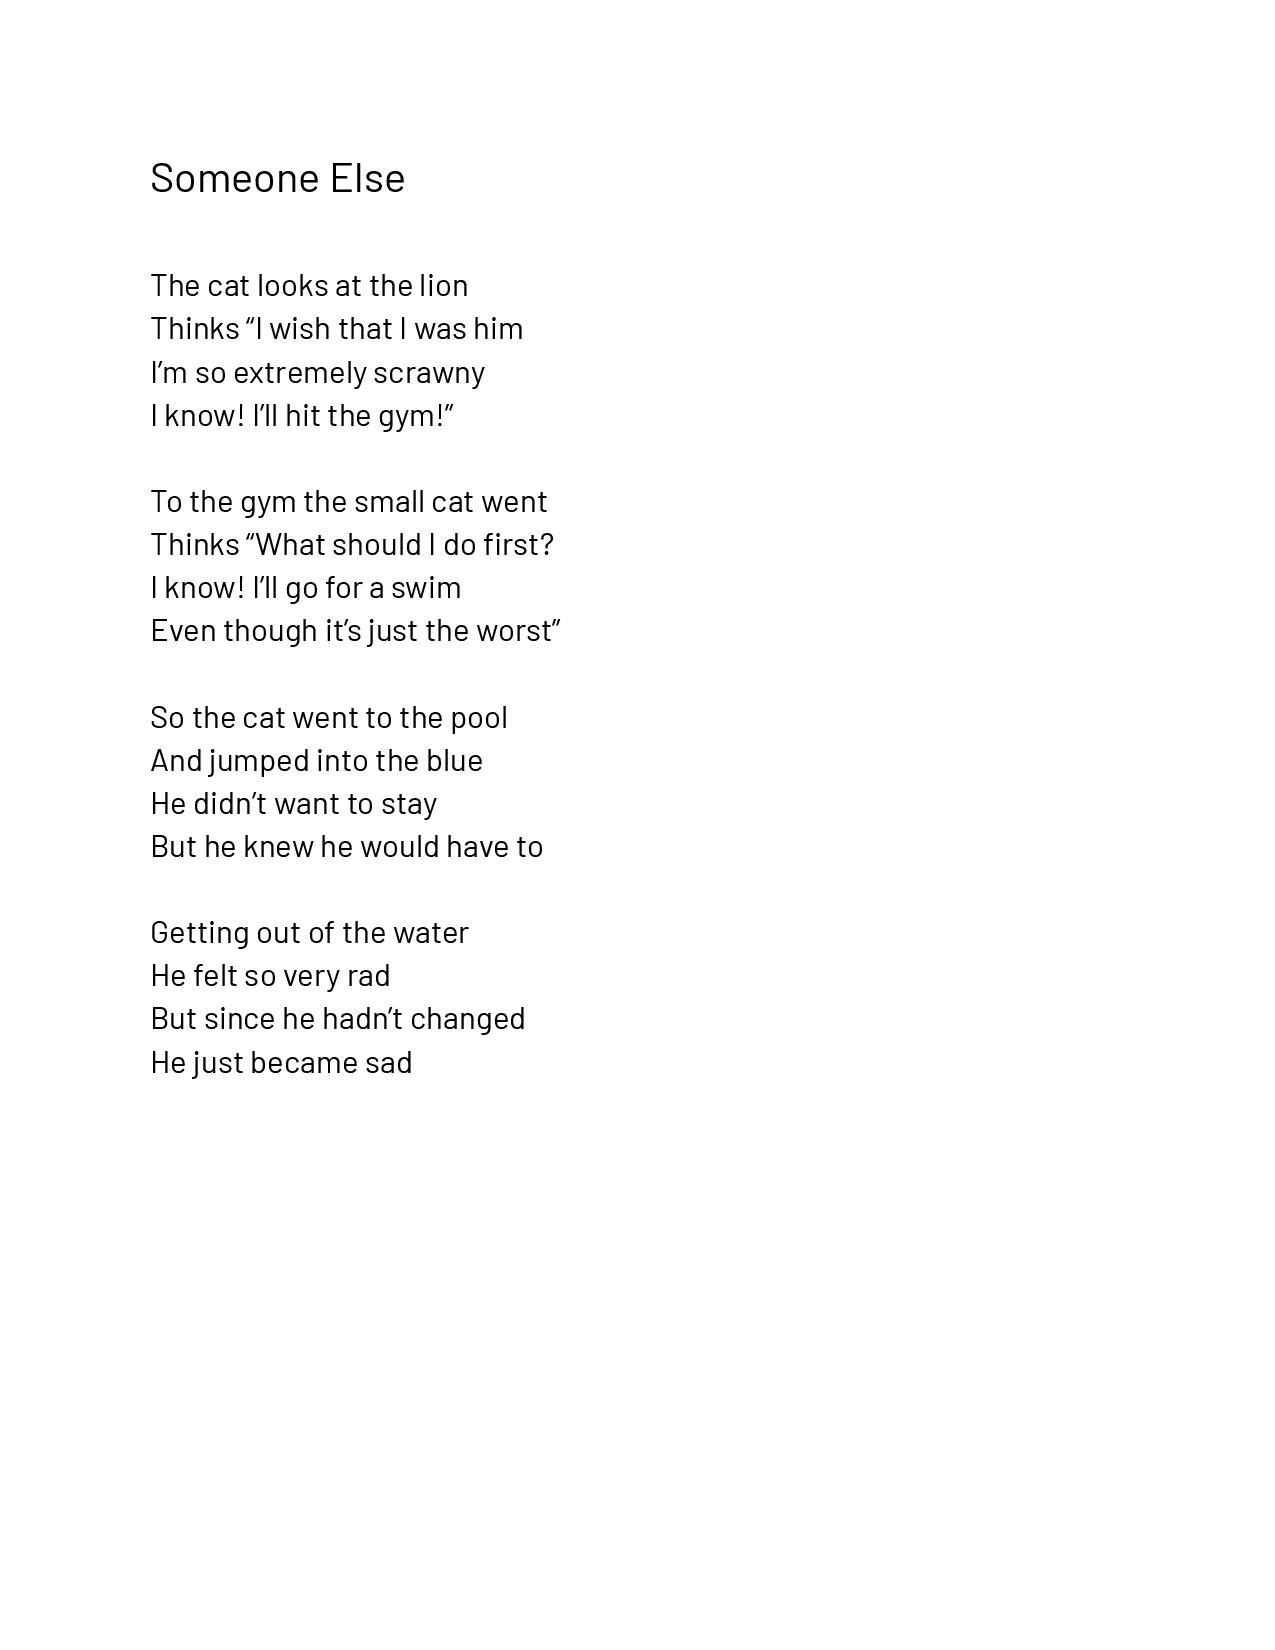 Someone Else
The cat looks at the lion
Thinks “I wish that I was him
I’m so extremely scrawny
I know! I’ll hit the gym!”
To the gym the small cat went
Thinks “What should I do first?
I know! I’ll go for a swim
Even though it’s just the worst”
So the cat went to the pool
And jumped into the blue
He didn’t want to stay
But he knew he would have to
Getting out of the water
He felt so very rad
But since he hadn’t changed
He just became sad